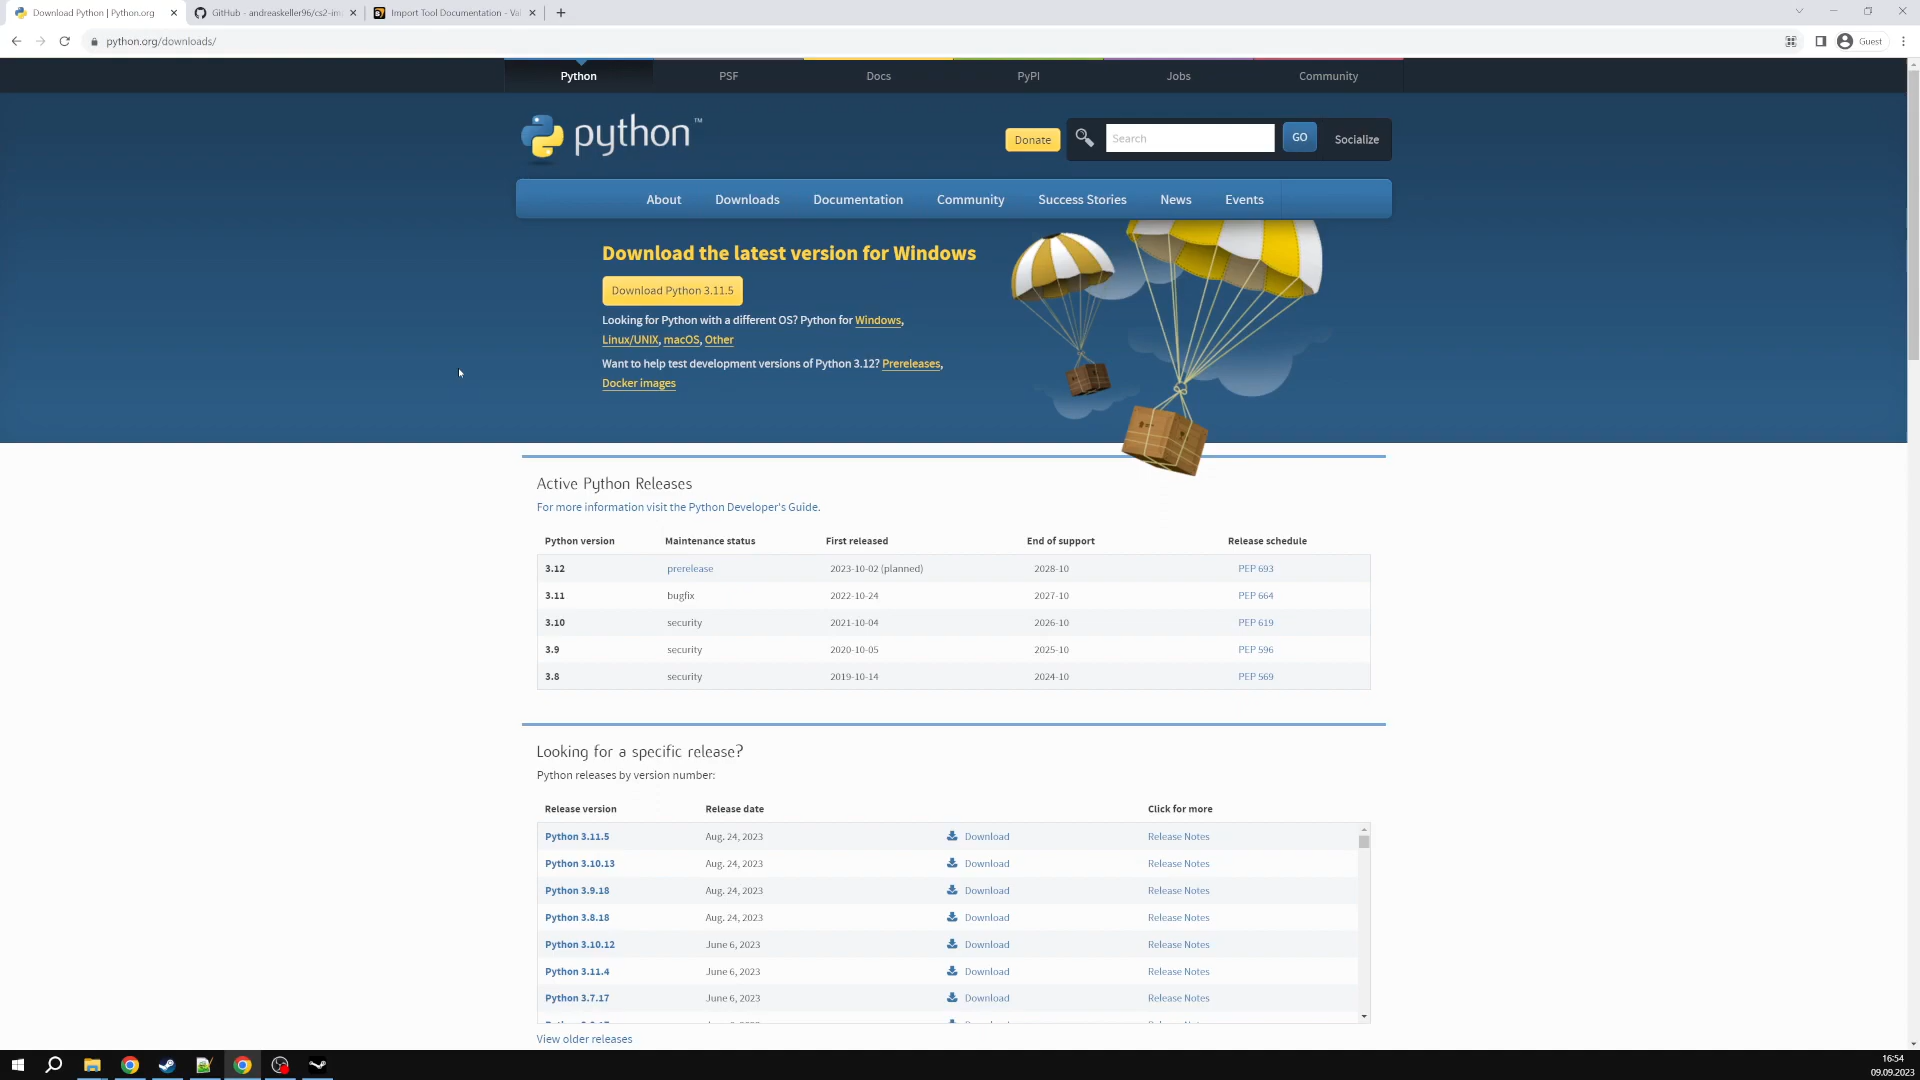 Download Python | Python.org
GitHub - andreaskeller96/cs2-im
Import Tool Documentation - Val
python.org/downloads/
Guest
Python
PSF
Docs
PyPI
Jobs
Community
python™
Donate
Search
GO
Socialize
About
Downloads
Documentation
Community
Success Stories
News
Events
Download the latest version for Windows
Download Python 3.11.5
Looking for Python with a different OS? Python for Windows,
Linux/UNIX, macOS, Other
Want to help test development versions of Python 3.12? Prereleases,
Docker images
Active Python Releases
For more information visit the Python Developer's Guide.
Python version Maintenance status First released End of support Release schedule
3.12 prerelease 2023-10-02 (planned) 2028-10 PEP 693
3.11 bugfix 2022-10-24 2027-10 PEP 664
3.10 security 2021-10-04 2026-10 PEP 619
3.9 security 2020-10-05 2025-10 PEP 596
3.8 security 2019-10-14 2024-10 PEP 569
Looking for a specific release?
Python releases by version number:
Release version Release date Click for more
Python 3.11.5 Aug. 24, 2023 Download Release Notes
Python 3.10.13 Aug. 24, 2023 Download Release Notes
Python 3.9.18 Aug. 24, 2023 Download Release Notes
Python 3.8.18 Aug. 24, 2023 Download Release Notes
Python 3.10.12 June 6, 2023 Download Release Notes
Python 3.11.4 June 6, 2023 Download Release Notes
Python 3.7.17 June 6, 2023 Download Release Notes
View older releases
16:54
09.09.2023